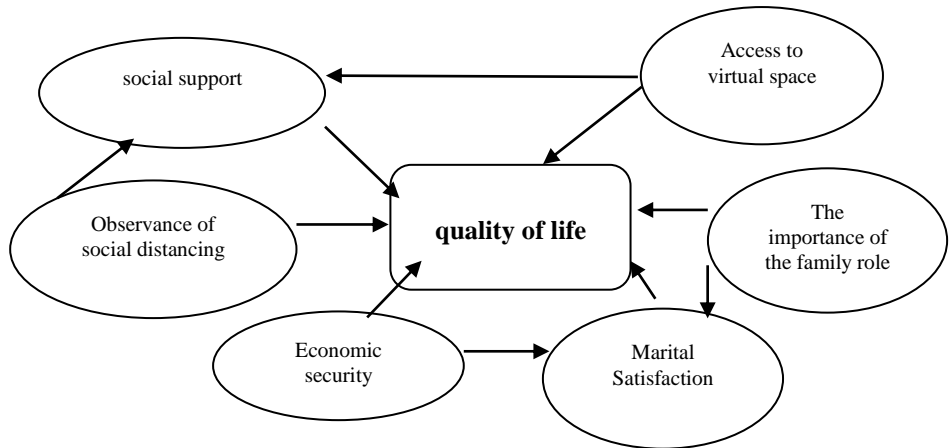 Access to
virtual space
social support
Observance of
social distancing
quality of life
The
importance of
the family role
Economic
security
Marital
Satisfaction